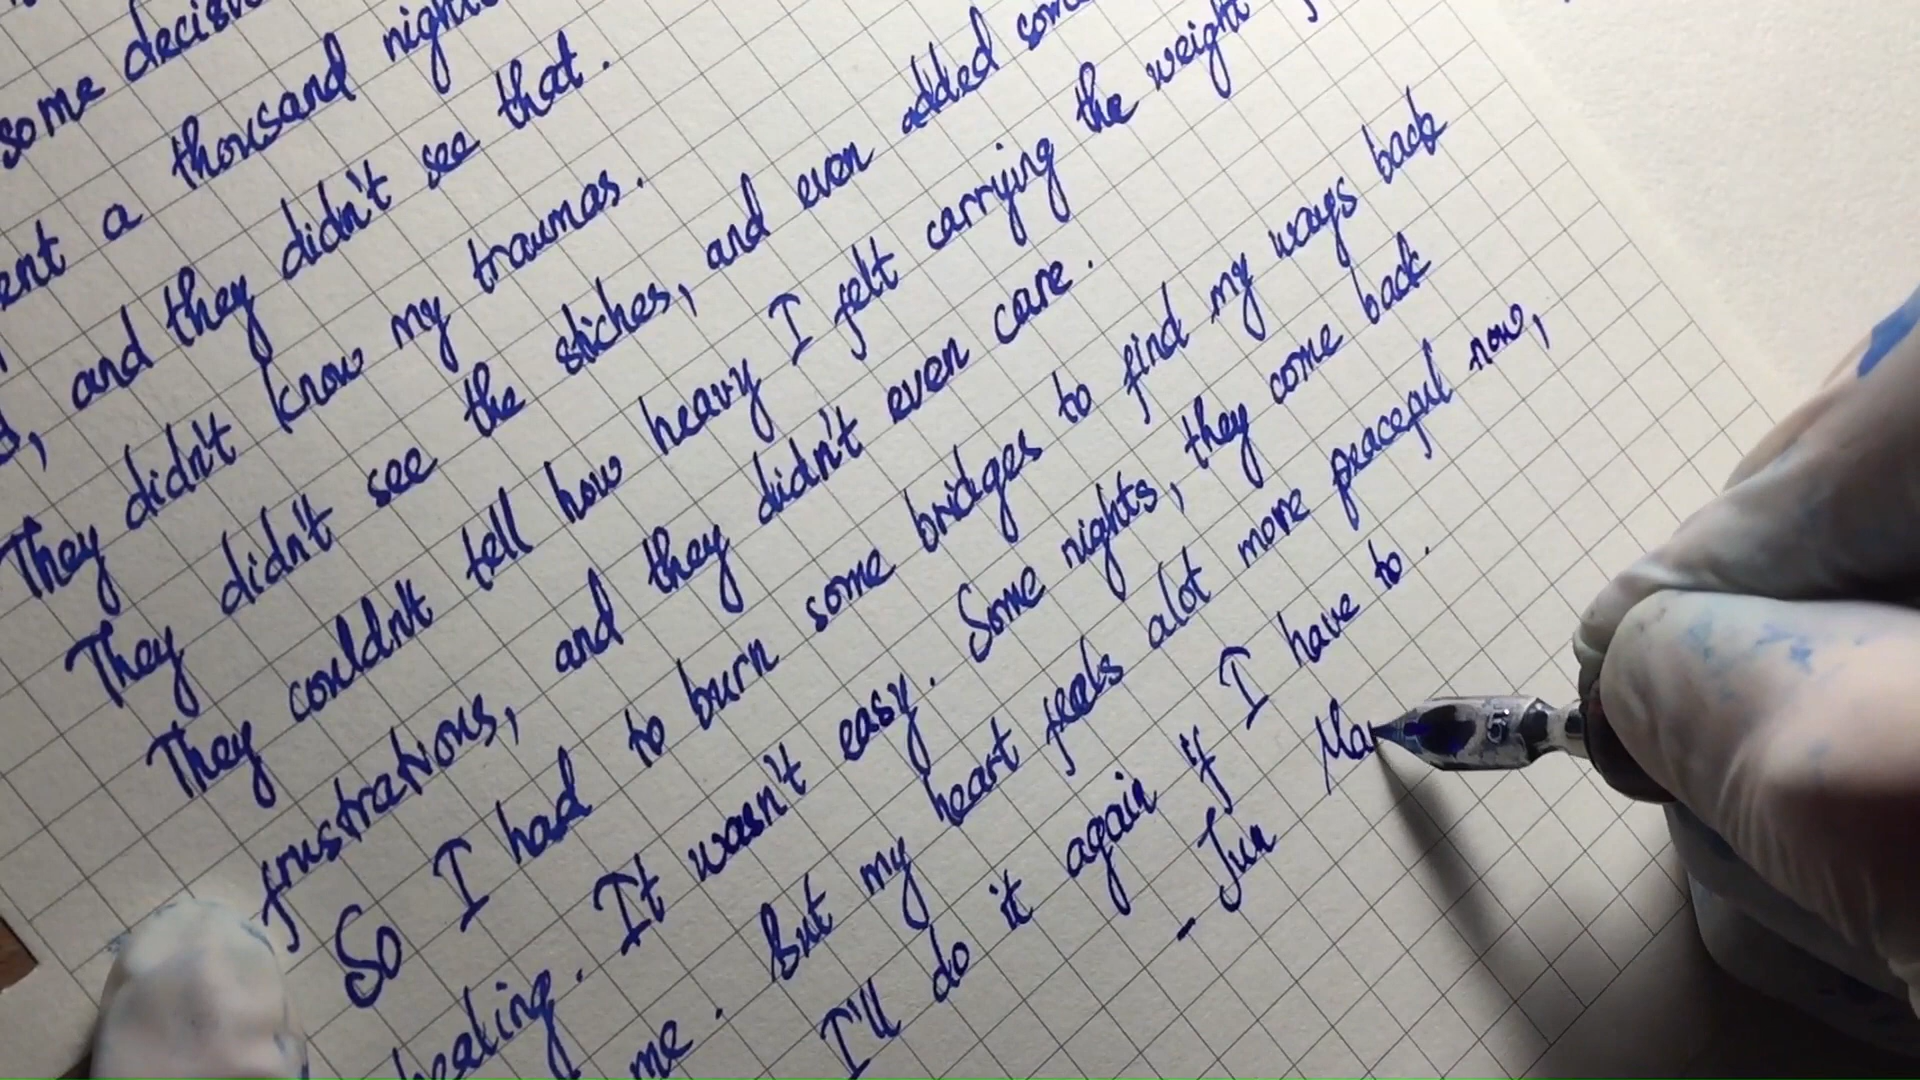 some
a thousand
and they didn't see that.
They didn't know my traumas.
They didn't see the stiches, and even added
They couldn't tell how heavy I felt carrying the weight
frustrations, and they didn't even care.
So I had to burn some bridges to find my ways back
healing. It wasn't easy. Some nights, they come back
me. But my heart feels alot more peaceful now,
I'll do it again if I have to.
- Jun Ma